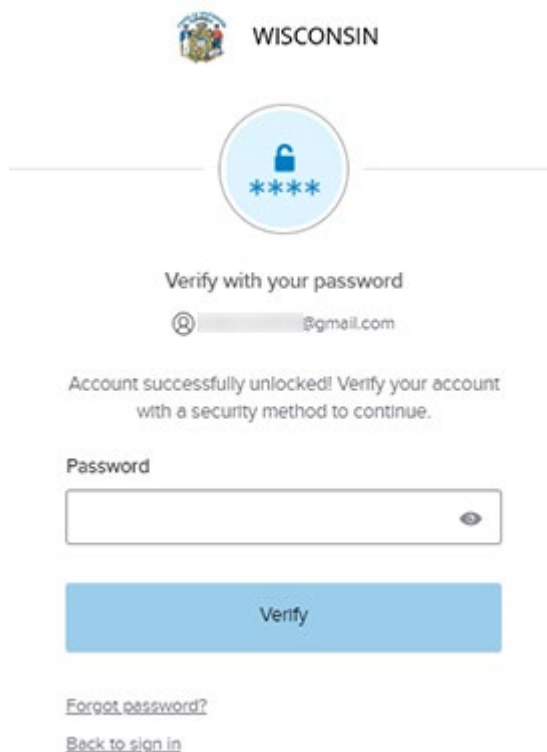 WISCONSIN
****
Verify with your password
@gmail.com
Account successfully unlocked! Verify your account
with a security method to continue.
Password
Verify
Forgot password?
Back to sign in